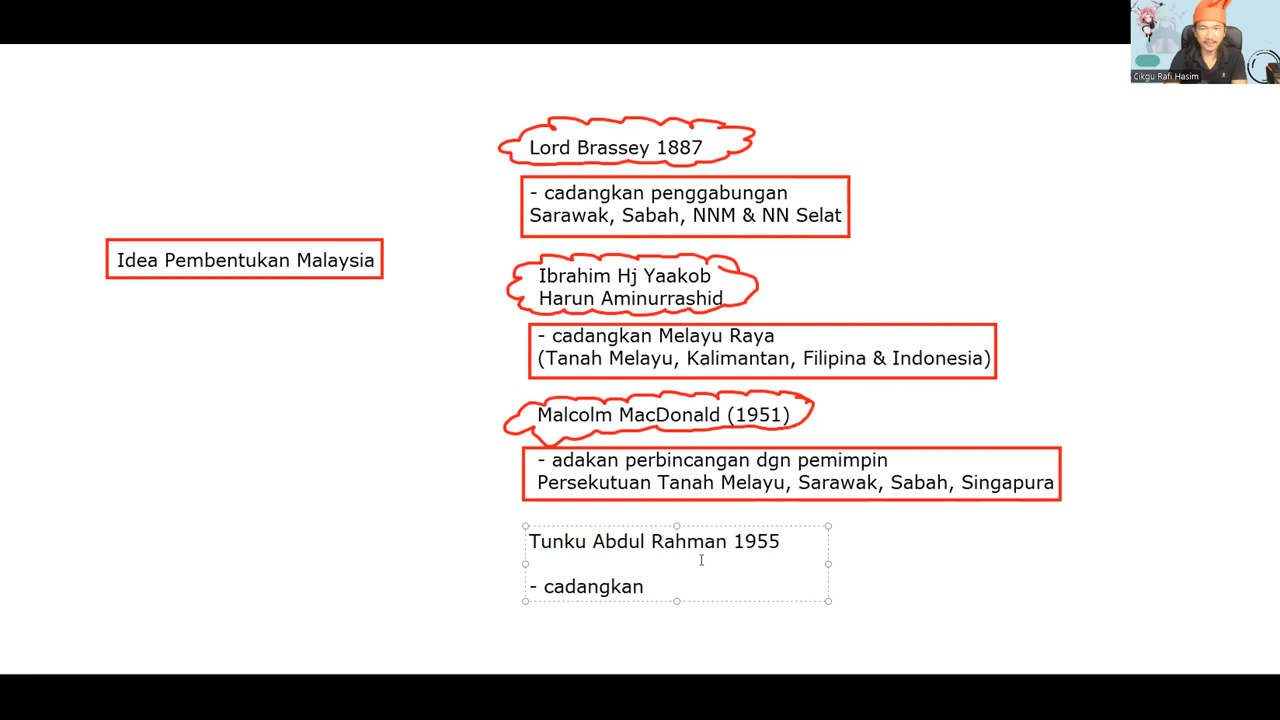 Cikgu Rafi Hasim
Lord Brassey 1887
- cadangkan penggabungan
Sarawak, Sabah, NNM & NN Selat
Idea Pembentukan Malaysia
Ibrahim Hj Yaakob
Harun Aminurrashid
- cadangkan Melayu Raya
(Tanah Melayu, Kalimantan, Filipina & Indonesia)
Malcolm MacDonald (1951)
- adakan perbincangan dgn pemimpin
Persekutuan Tanah Melayu, Sarawak, Sabah, Singapura
Tunku Abdul Rahman 1955
- cadangkan